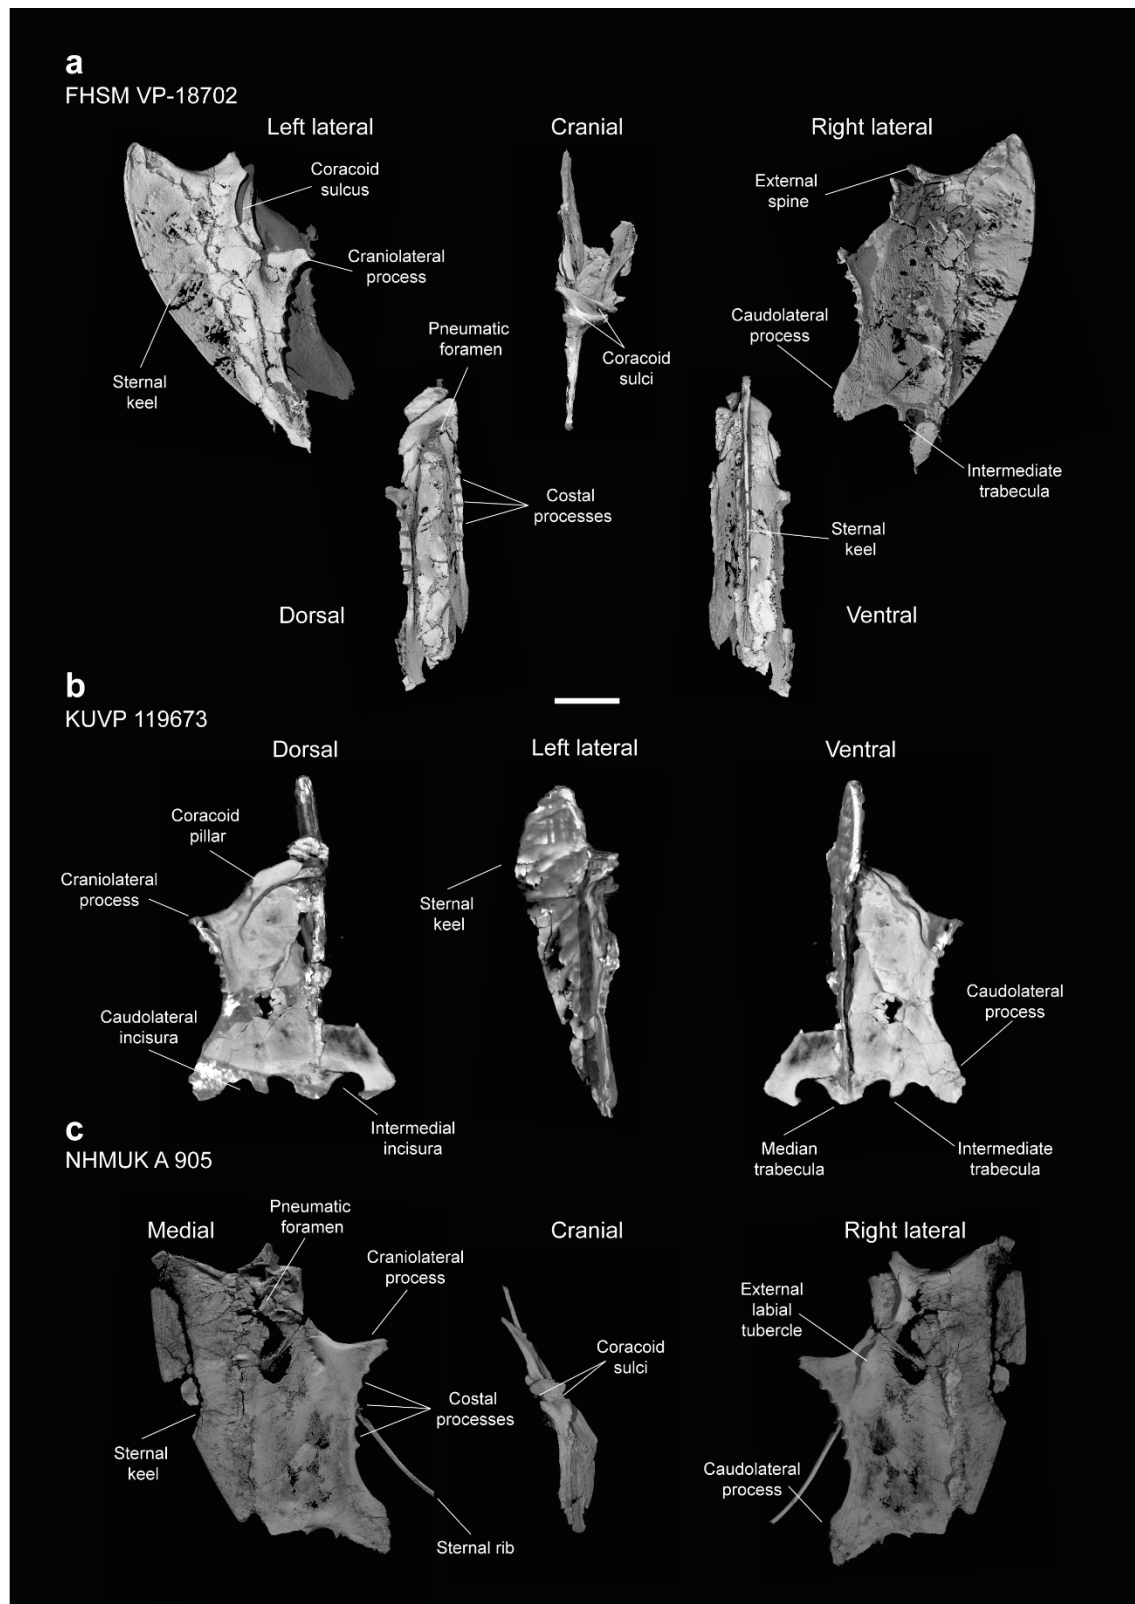 a
FHSM VP-18702
Left lateral
Cranial
Right lateral
Coracoid
sulcus
External
spine
Craniolateral
process
Pneumatic
foramen
Caudolateral
process
Coracoid
sulci
Sternal
keel
Intermediate
trabecula
Costal
processes
Sternal
keel
Dorsal
Ventral
b
KUVP 119673
Dorsal
Left lateral
Ventral
Coracoid
pillar
Craniolateral
process
Sternal
keel
Caudolateral
process
Caudolateral
incisura
Intermedial
incisura
Median
trabecula
Intermediate
trabecula
c
NHMUK A 905
Medial
Pneumatic
foramen
Cranial
Right lateral
Craniolateral
process
External
labial
tubercle
Coracoid
sulci
Costal
processes
Sternal
keel
Caudolateral
process
Sternal rib